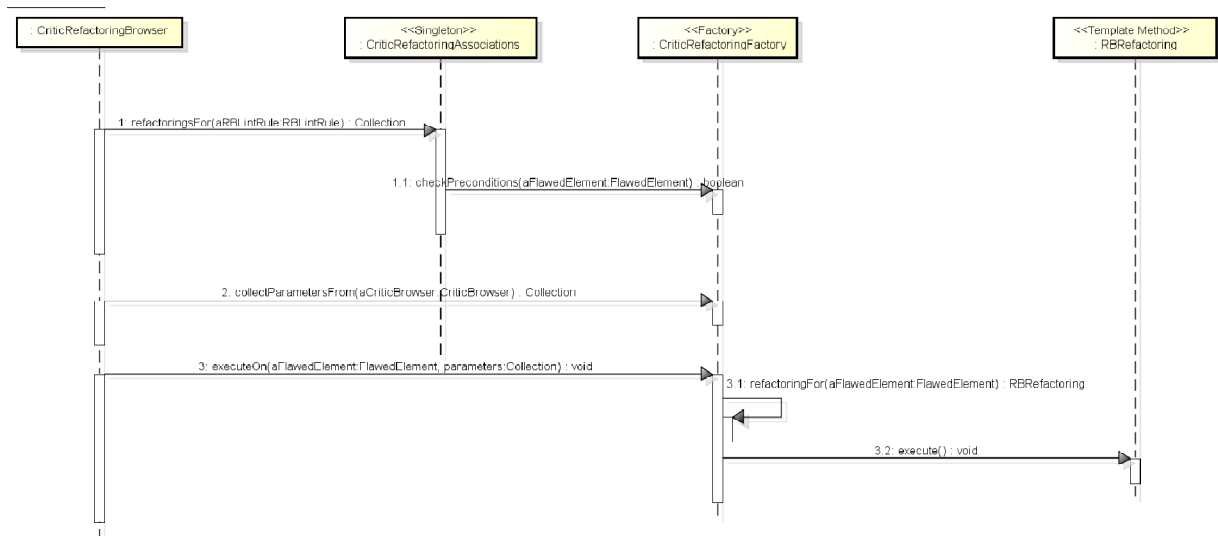 : CriticRefactoringBrowser
<<Singleton>>
: CriticRefactoringAssociations
<<Factory>>
: CriticRefactoringFactory
<<Template Method>>
: RBRefactoring
1: refactoringsFor(aRBLintRule:RBLintRule) : Collection
1.1: checkPreconditions(aFlawedElement:FlawedElement) : boolean
2: collectParametersFrom(aCriticBrowser:CriticBrowser) : Collection
3: executeOn(aFlawedElement:FlawedElement, parameters:Collection) : void
3.1: refactoringFor(aFlawedElement:FlawedElement) : RBRefactoring
3.2: execute() : void